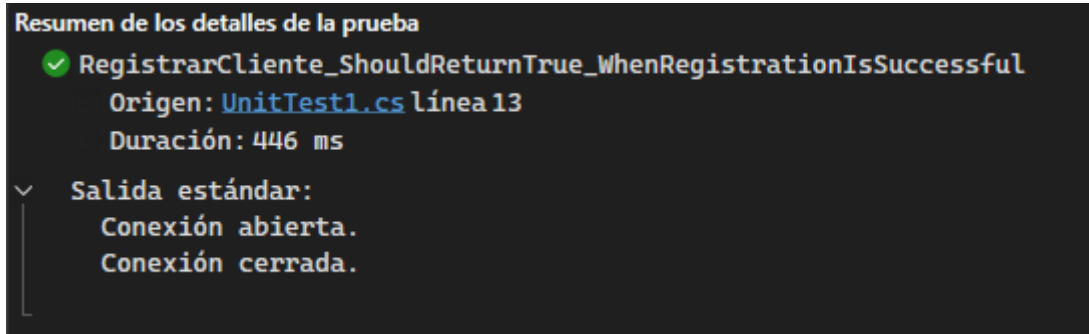 Resumen de los detalles de la prueba
RegistrarCliente_ShouldReturnTrue_WhenRegistrationIsSuccessful
Origen: UnitTest1.cs línea 13
Duración: 446 ms
Salida estándar:
Conexión abierta.
Conexión cerrada.